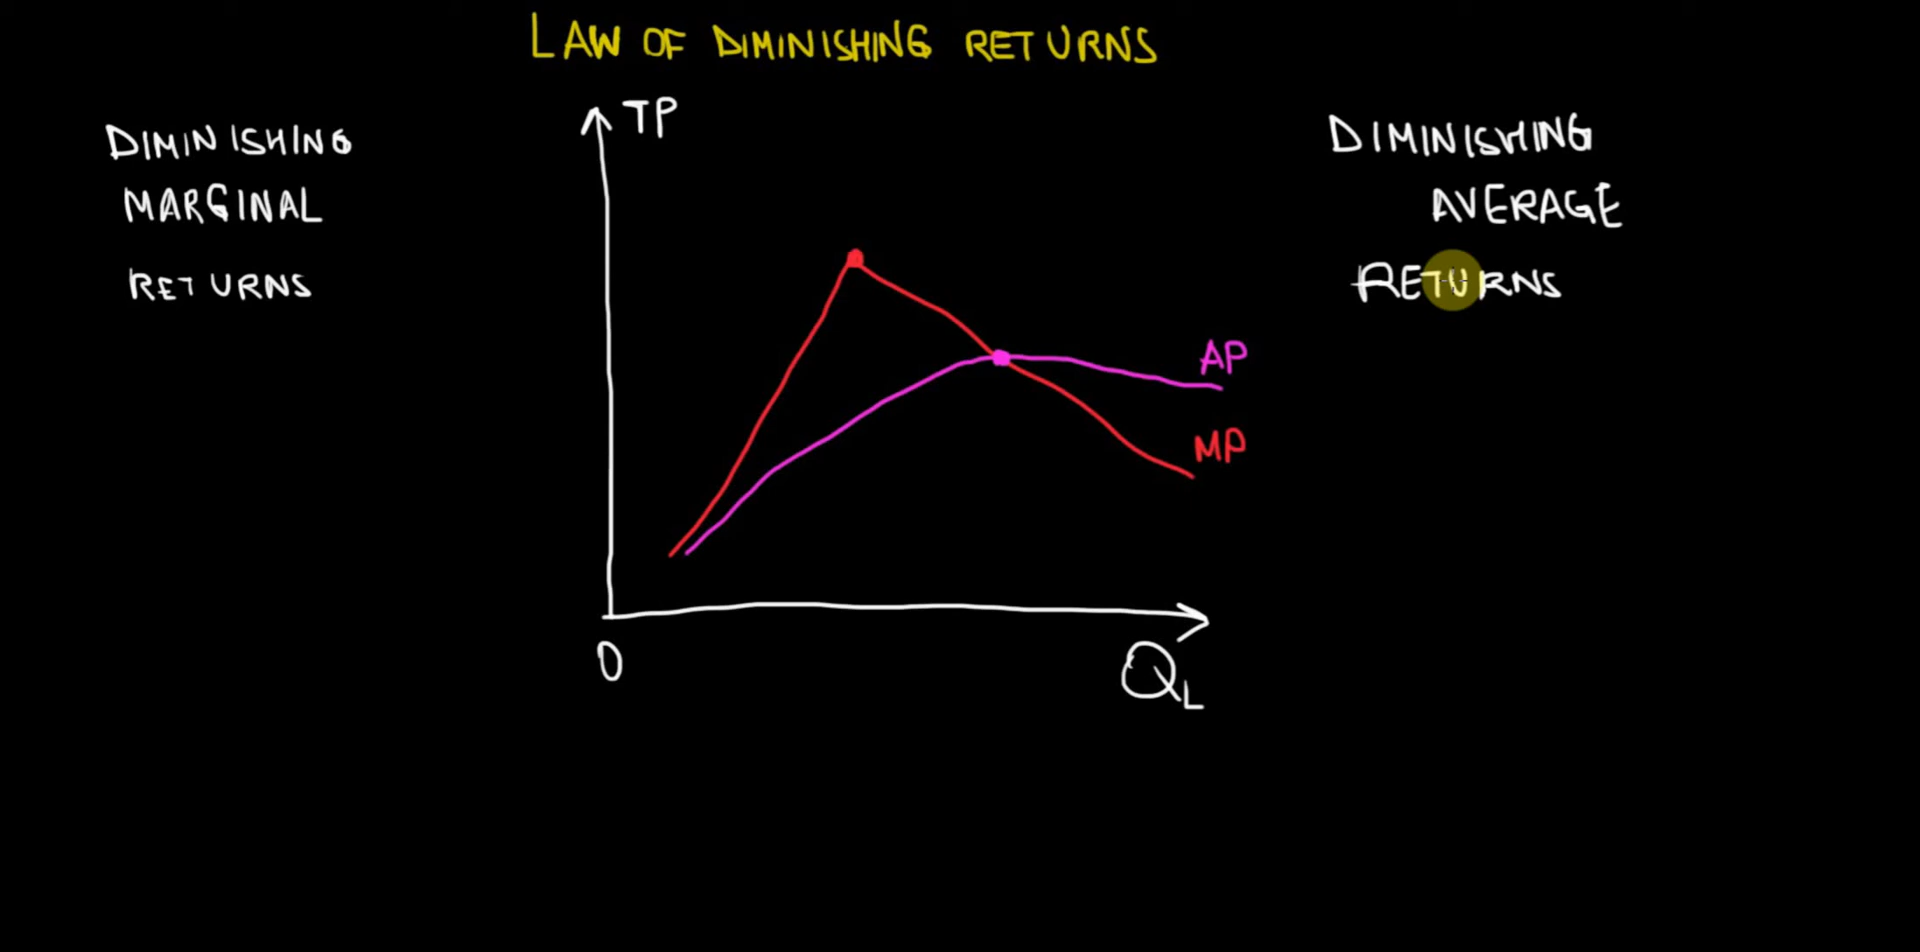 LAW OF DIMINISHING RETURNS
DIMINISHING
MARGINAL
RETURNS
TP
DIMINISHING
AVERAGE
RETURNS
AP
MP
0
QL